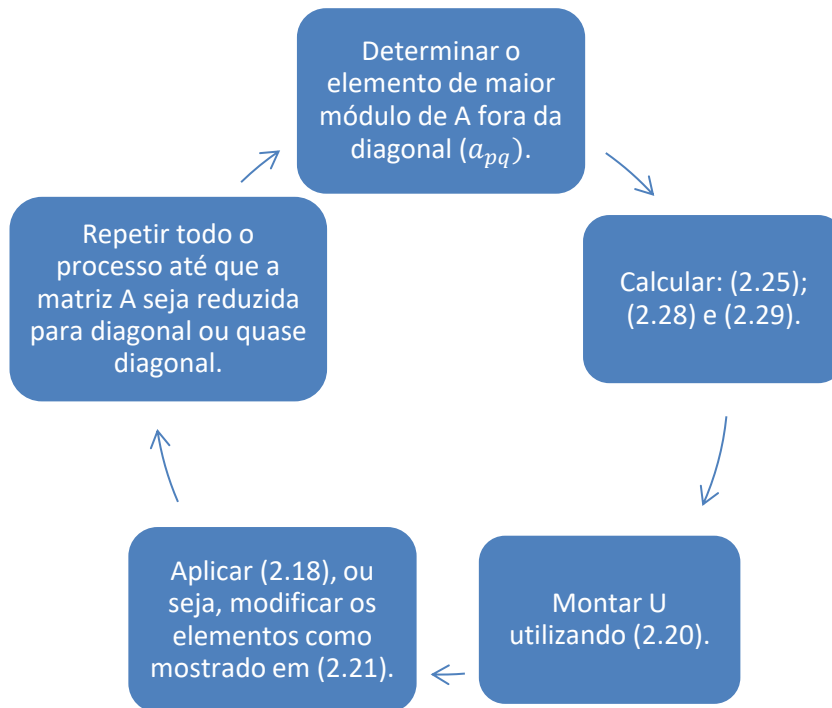 Determinar o
elemento de maior
módulo de A fora da
diagonal (𝑎𝑝𝑞).
Calcular: (2.25);
(2.28) e (2.29).
Montar U
utilizando (2.20).
Aplicar (2.18), ou
seja, modificar os
elementos como
mostrado em (2.21).
Repetir todo o
processo até que a
matriz A seja reduzida
para diagonal ou quase
diagonal.